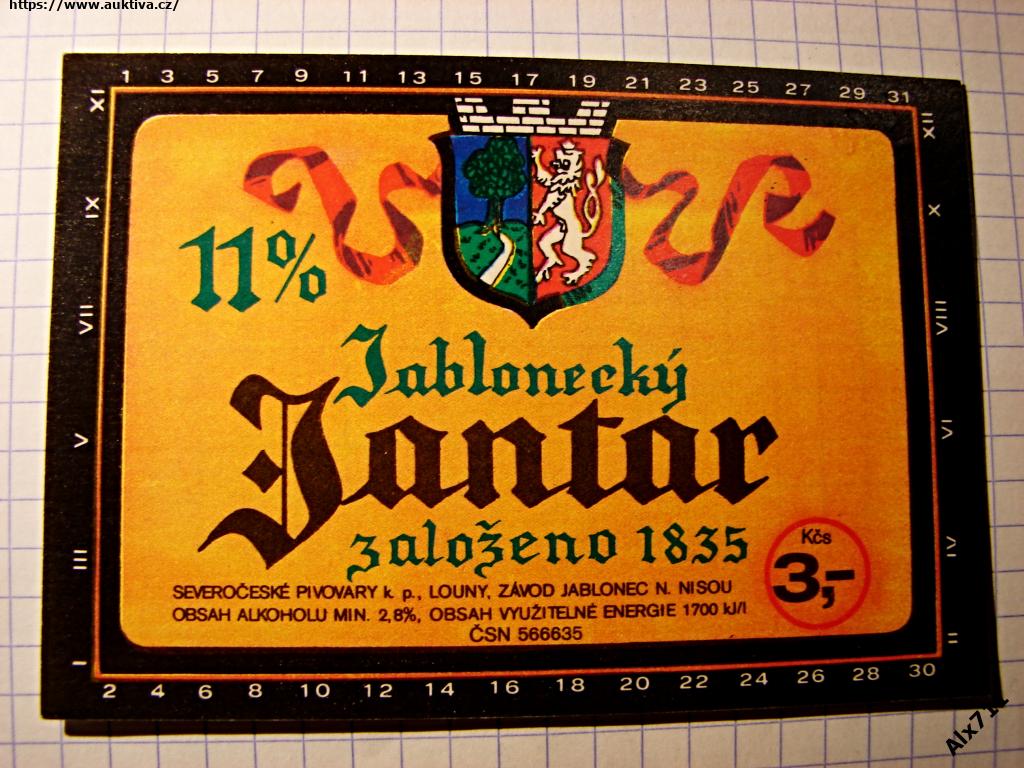 https://www.auktiva.cz/
1 3 5 7 9 11 13 15 17 19 21 23 25 27 29 31
XI
IX
VII
V
III
I
11%
Jablonecký
Jantar
založeno 1835
Kčs
3,-
SEVEROČESKÉ PIVOVARY k. p., LOUNY, ZÁVOD JABLONEC N. NISOU
OBSAH ALKOHOLU MIN. 2,8%, OBSAH VYUŽITELNÉ ENERGIE 1700 kJ/l
ČSN 566635
XII
X
VIII
VI
IV
II
2 4 6 8 10 12 14 16 18 20 22 24 26 28 30